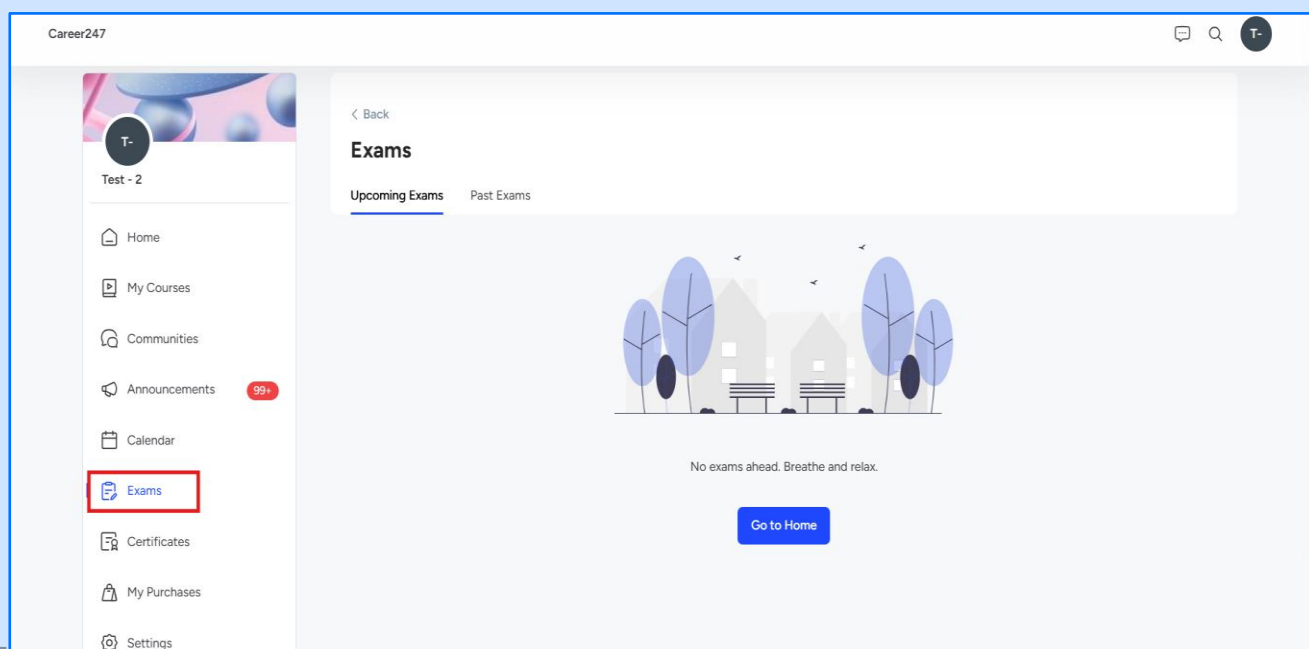 Career247
T-
T-
Test - 2
Home
My Courses
Communities
Announcements 99+
Calendar
Exams
Certificates
My Purchases
Settings
< Back
Exams
Upcoming Exams Past Exams
No exams ahead. Breathe and relax.
Go to Home